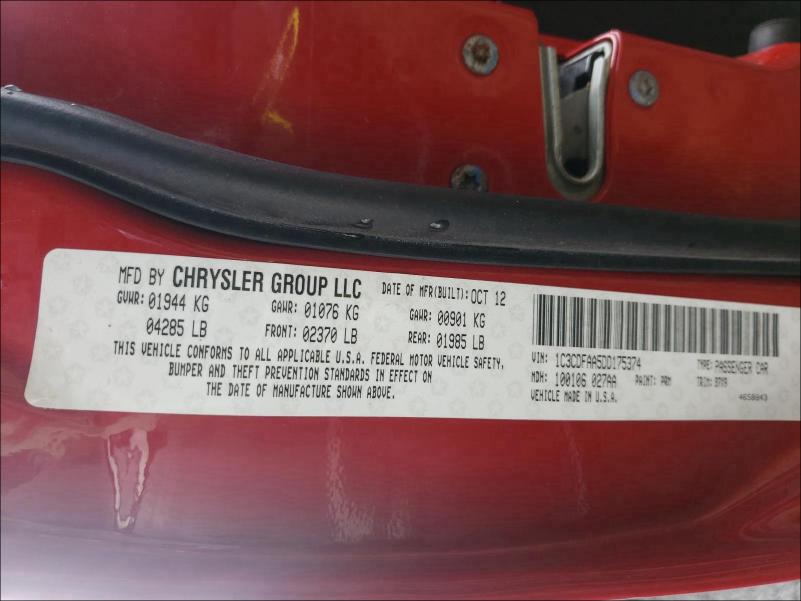 MFD BY CHRYSLER GROUP LLC
DATE OF MFR(BUILT): OCT 12
GVWR: 01944 KG
GAWR: 01076 KG
GAWR: 00901 KG
04285 LB
FRONT: 02370 LB
REAR: 01985 LB
THIS VEHICLE CONFORMS TO ALL APPLICABLE U.S.A. FEDERAL MOTOR VEHICLE SAFETY,
BUMPER AND THEFT PREVENTION STANDARDS IN EFFECT ON
THE DATE OF MANUFACTURE SHOWN ABOVE.
VIN: 1C3CDFAA5DD175374
TYPE: PASSENGER CAR
MDH: 100106 027AA
PAINT: PRM
TRIM:
VEHICLE MADE IN U.S.A.
4658843